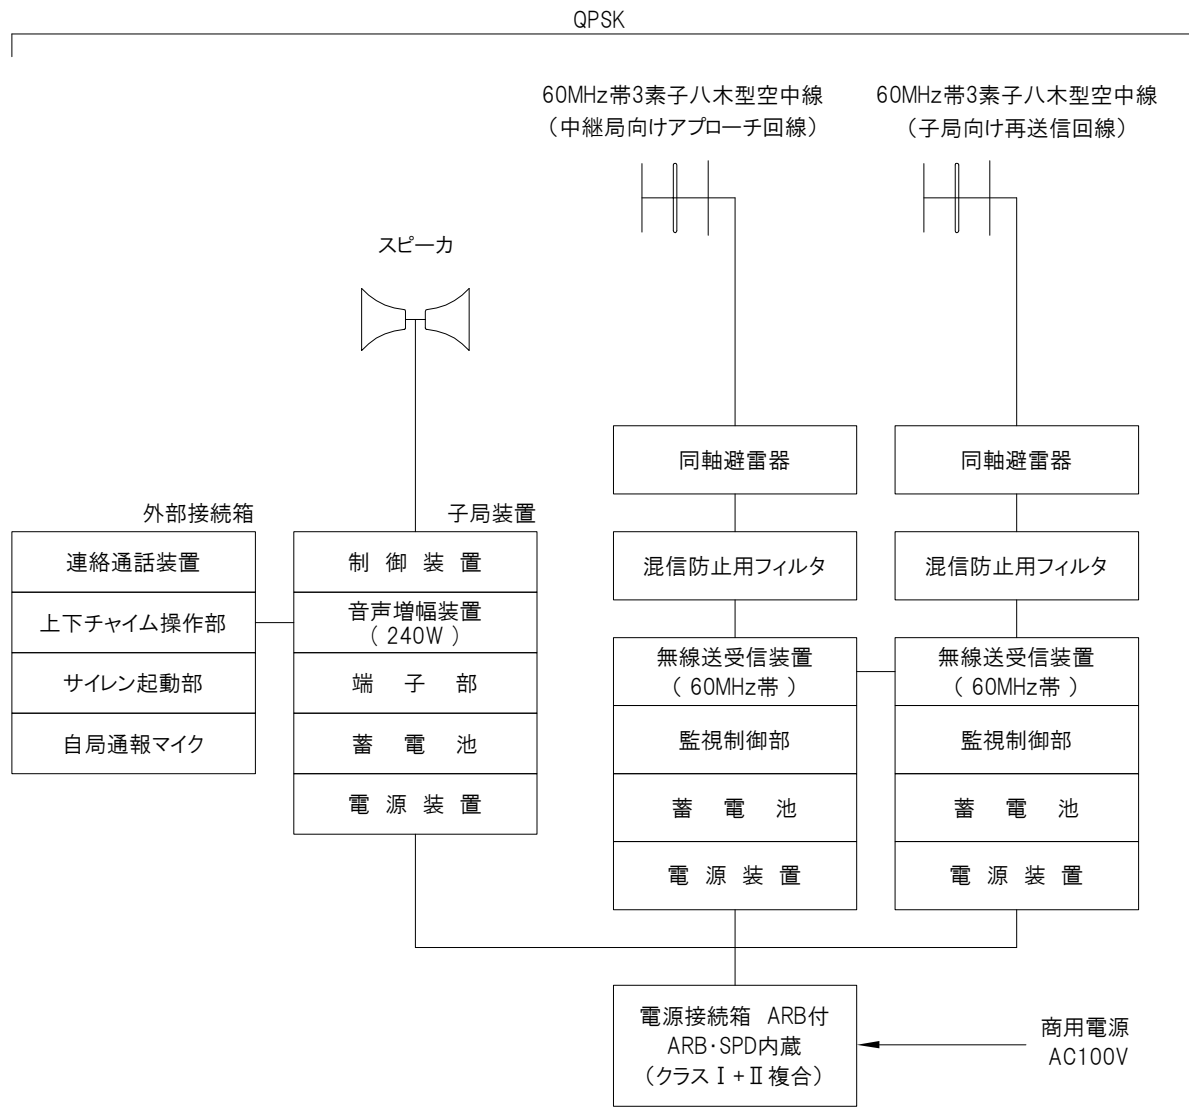 QPSK
60MHz帯3素子八木型空中線
（中継局向けアプローチ回線）
60MHz帯3素子八木型空中線
（子局向け再送信回線）
スピーカ
同軸避雷器
同軸避雷器
外部接続箱
子局装置
連絡通話装置
上下チャイム操作部
サイレン起動部
自局通報マイク
制御装置
音声増幅装置
（ 240W ）
端子部
蓄電池
電源装置
混信防止用フィルタ
無線送受信装置
（ 60MHz帯 ）
監視制御部
蓄電池
電源装置
混信防止用フィルタ
無線送受信装置
（ 60MHz帯 ）
監視制御部
蓄電池
電源装置
電源接続箱 ARB付
ARB・SPD内蔵
（クラスⅠ+Ⅱ複合）
商用電源
AC100V